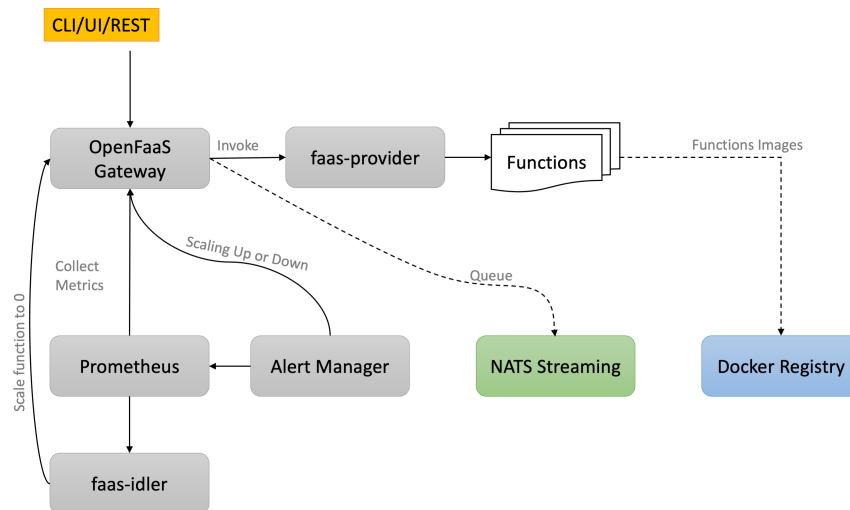 CLI/UI/REST
OpenFaaS
Gateway
Invoke
faas-provider
Functions
Functions Images
Scaling Up or Down
Collect
Metrics
Queue
Scale function to 0
Prometheus
Alert Manager
NATS Streaming
Docker Registry
faas-idler